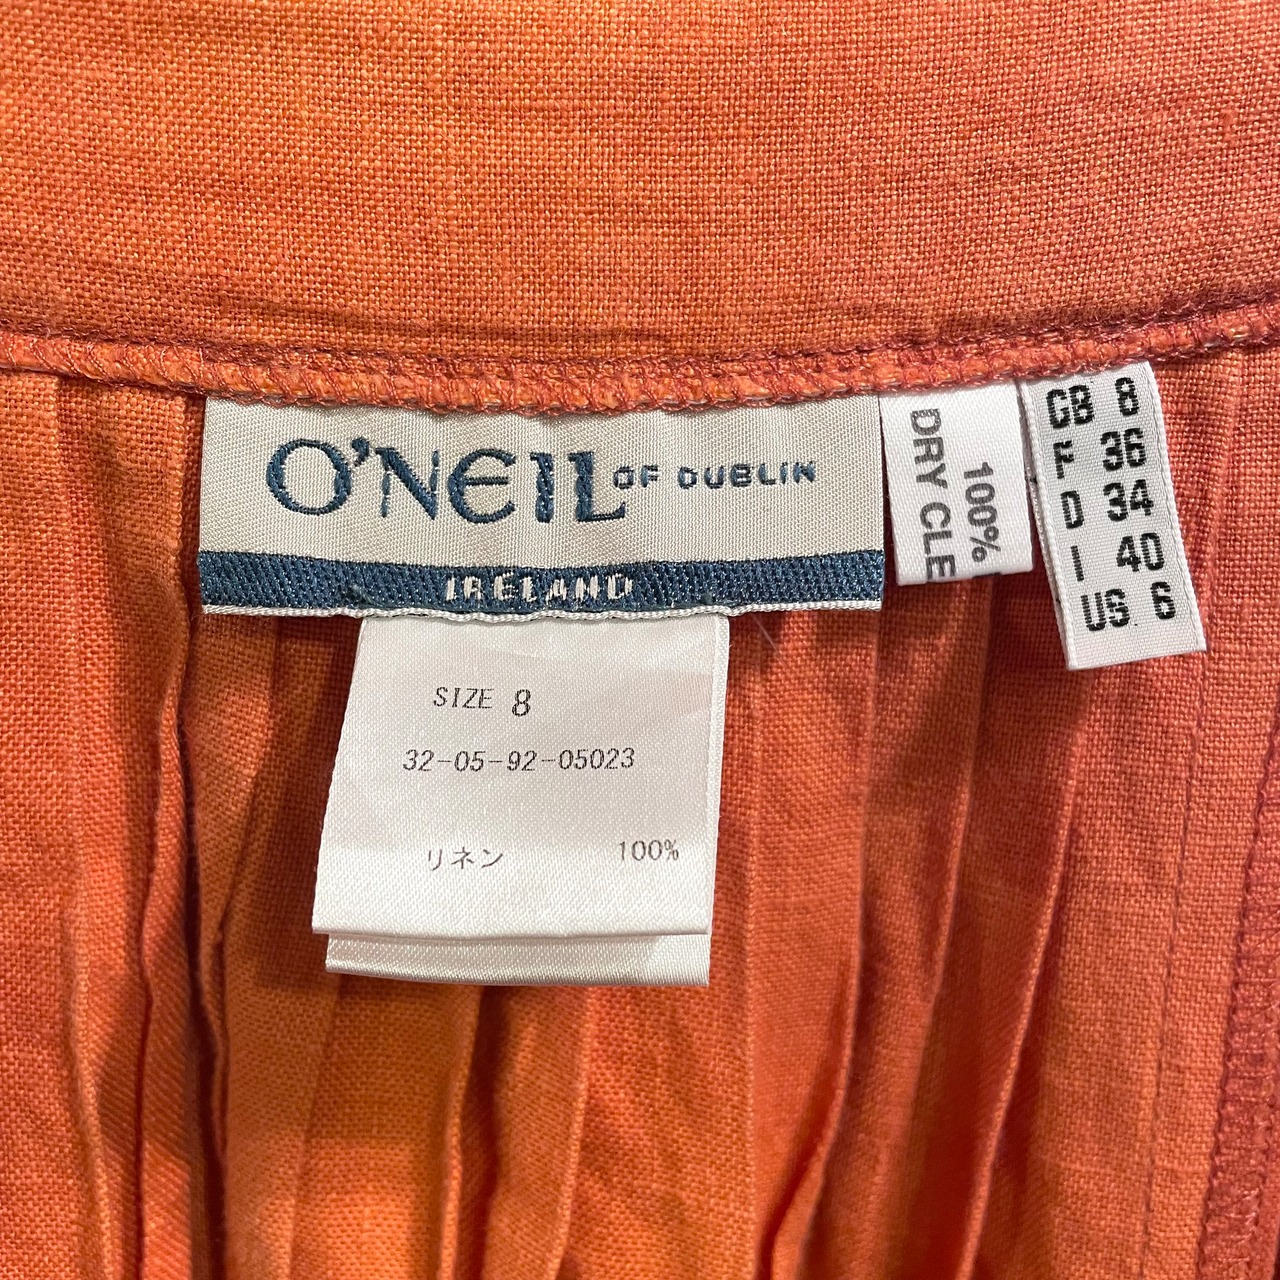 O'NEIL OF DUBLIN
IRELAND
SIZE 8
32-05-92-05023
リネン 100%
100%
DRY CLE
GB 8
F 36
D 34
I 40
US 6